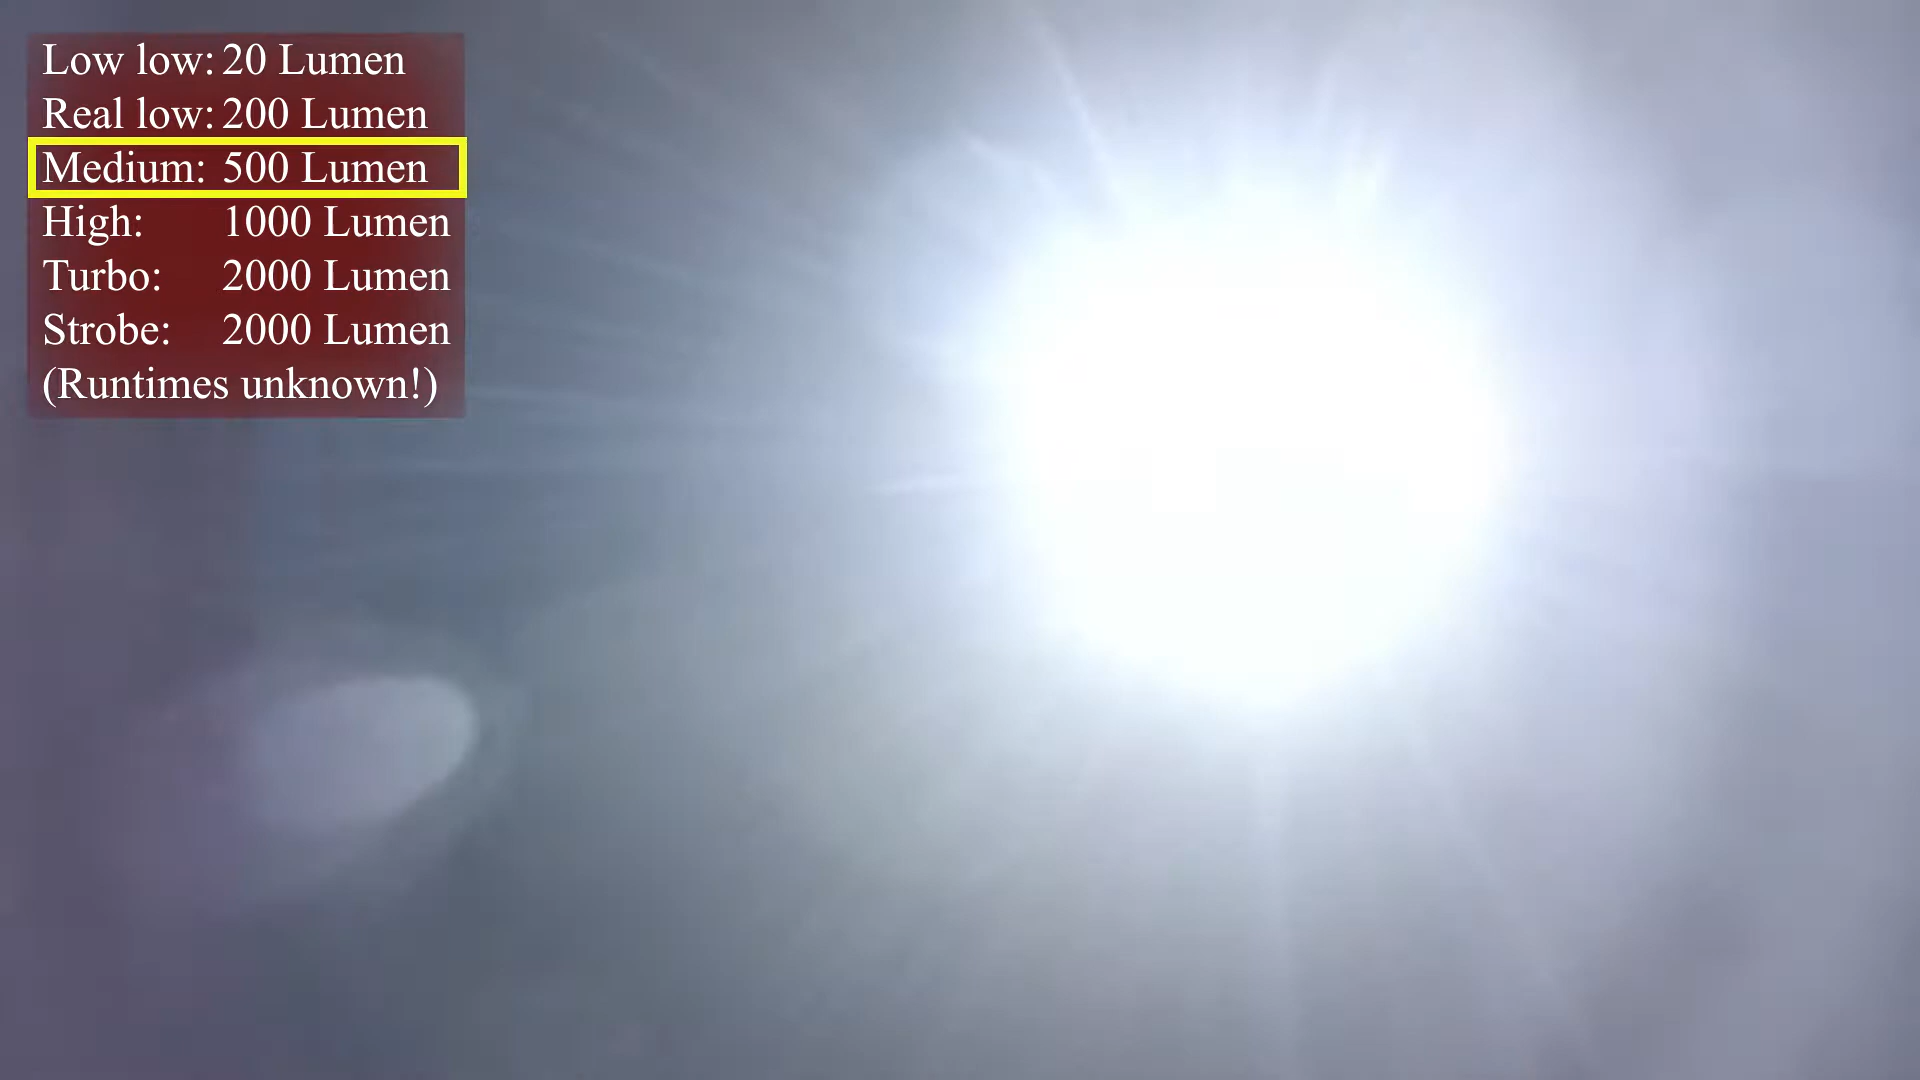 Low low: 20 Lumen
Real low: 200 Lumen
Medium: 500 Lumen
High: 1000 Lumen
Turbo: 2000 Lumen
Strobe: 2000 Lumen
(Runtimes unknown!)